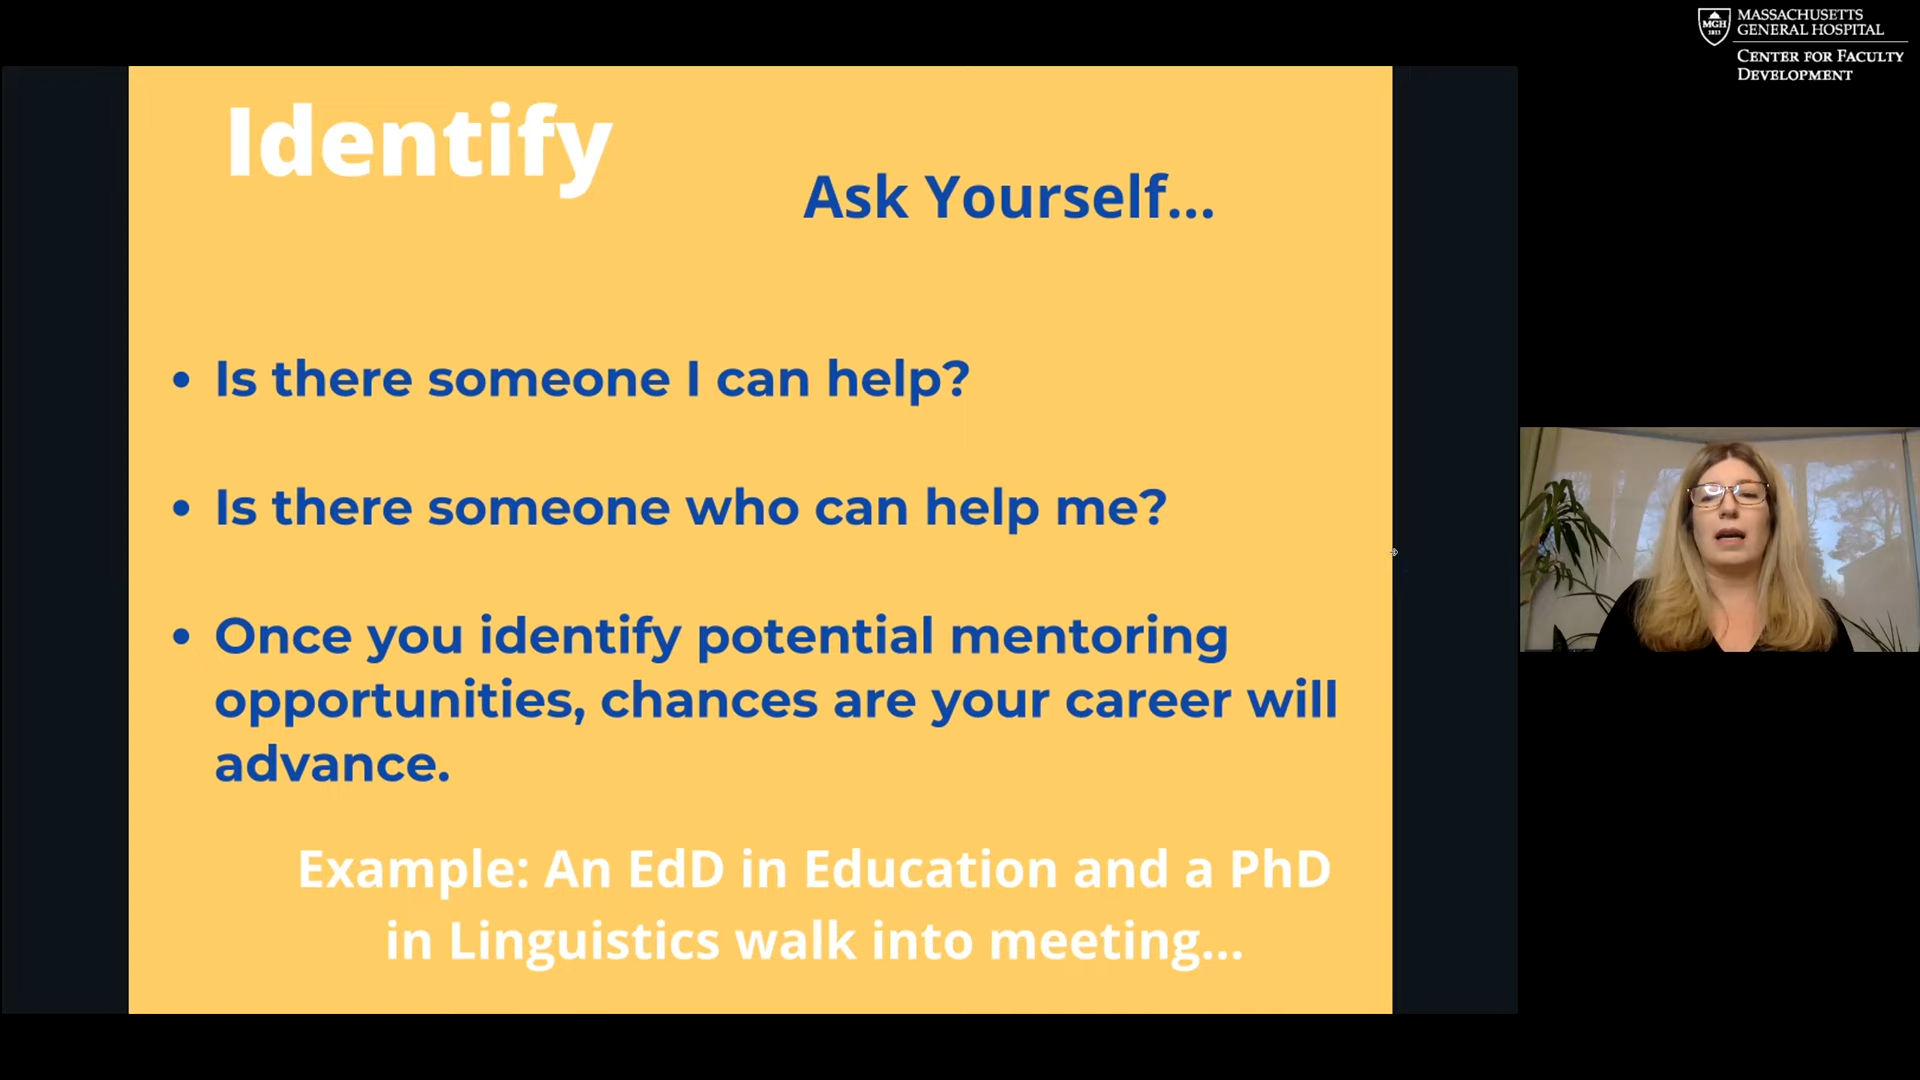 MGH
1811
MASSACHUSETTS
GENERAL HOSPITAL
CENTER FOR FACULTY
DEVELOPMENT
Identify
Ask Yourself...
• Is there someone I can help?
• Is there someone who can help me?
• Once you identify potential mentoring
opportunities, chances are your career will
advance.
Example: An EdD in Education and a PhD
in Linguistics walk into meeting...